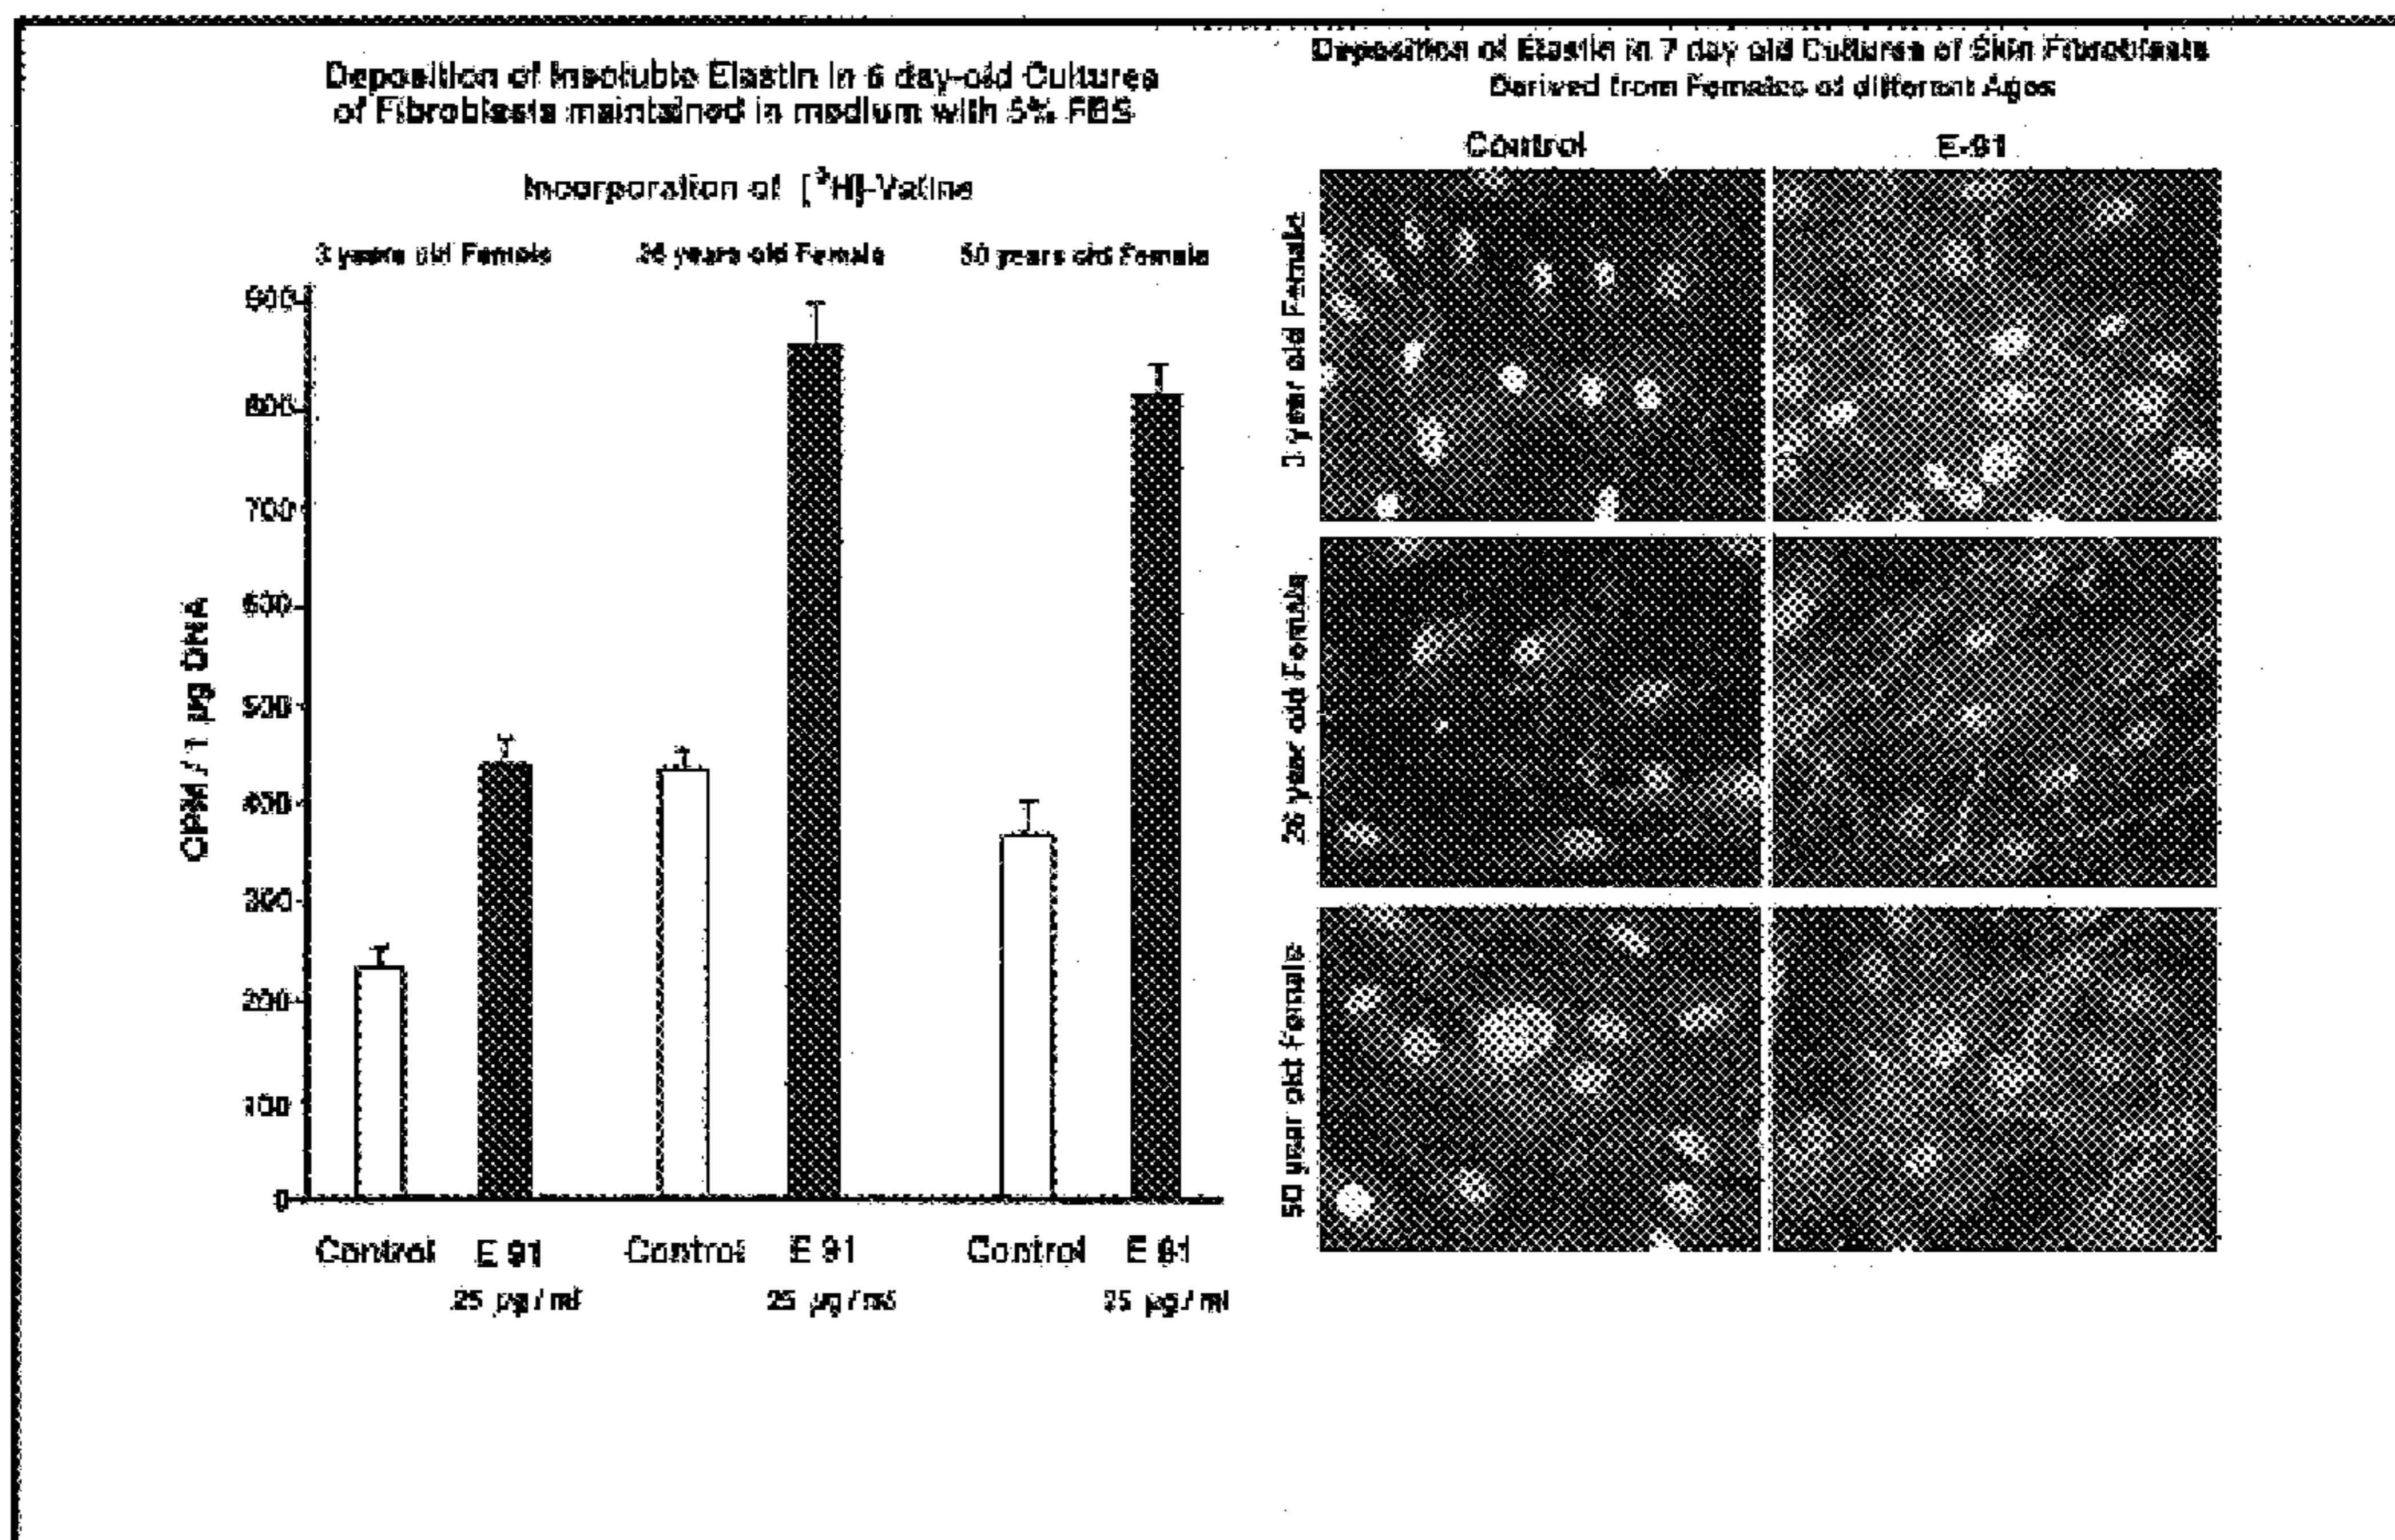 Deposition of Insoluble Elastin in 6 day-old Cultures
of Fibroblasts maintained in medium with 5% FBS
Incorporation of [³H]-Valine
3 years old Female
26 years old Female
50 years old Female
900
800
700
600
500
400
300
200
100
0
CPM / 1 µg DNA
Control
E 91
25 µg / ml
Control
E 91
25 µg / ml
Control
E 91
25 µg / ml
Deposition of Elastin in 7 day old Cultures of Skin Fibroblasts
Derived from Females of different Ages
Control
E-91
3 year old Female
26 year old Female
50 year old Female